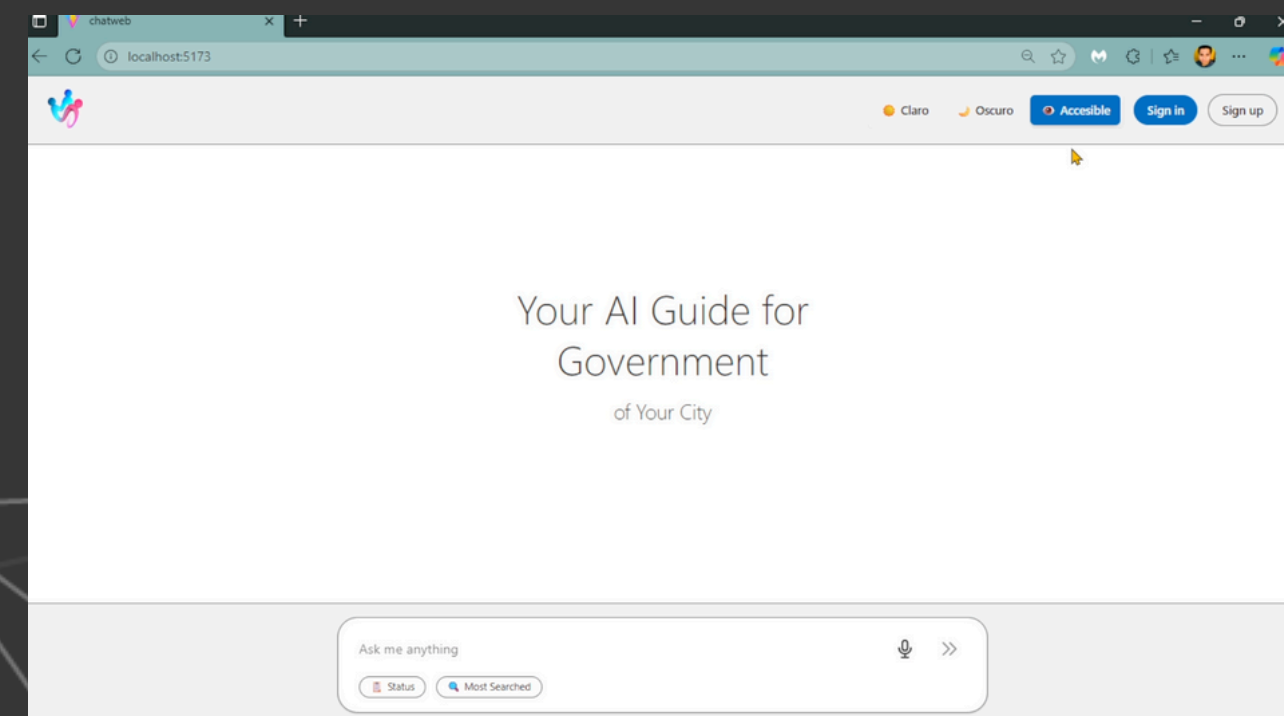 chatweb
localhost:5173
Claro Oscuro Accesible Sign in Sign up
Your AI Guide for
Government
of Your City
Ask me anything
Status Most Searched